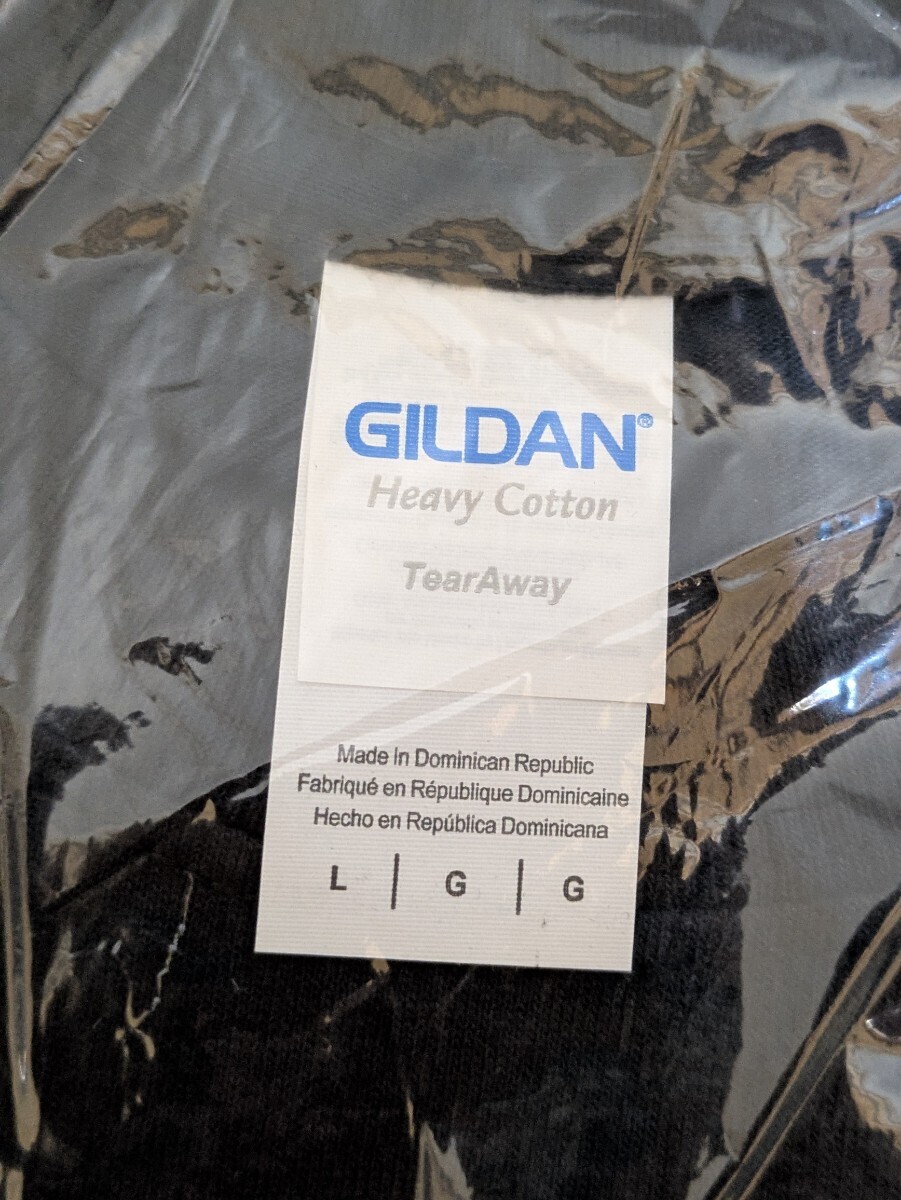 GILDAN®
Heavy Cotton
TearAway
Made In Dominican Republic
Fabriqué en République Dominicaine
Hecho en República Dominicana
L | G | G